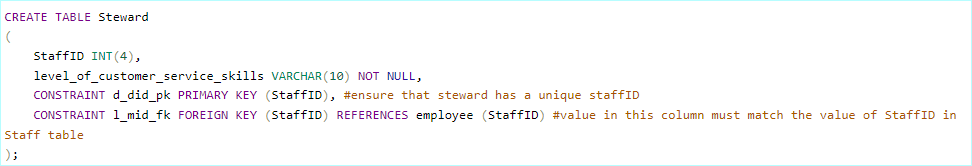 CREATE TABLE Steward
(
    StaffID INT(4),
    level_of_customer_service_skills VARCHAR(10) NOT NULL,
    CONSTRAINT d_did_pk PRIMARY KEY (StaffID), #ensure that steward has a unique staffID
    CONSTRAINT l_mid_fk FOREIGN KEY (StaffID) REFERENCES employee (StaffID) #value in this column must match the value of StaffID in
Staff table
);